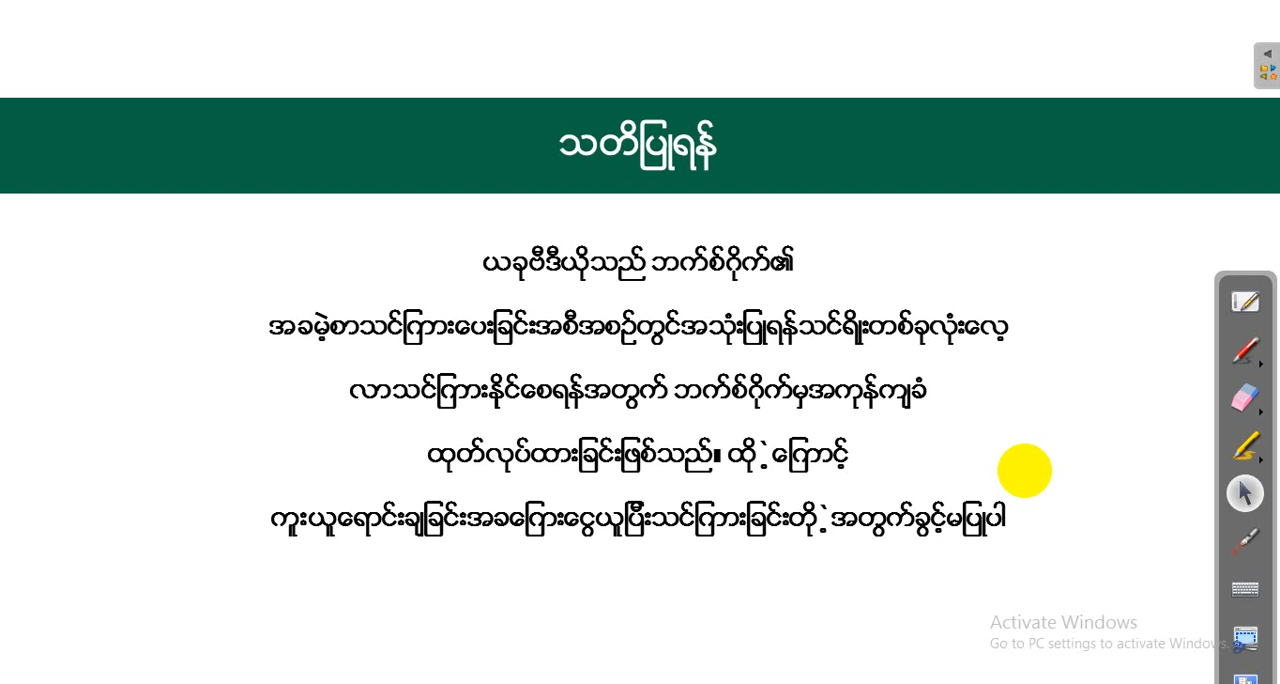 သတိပြုရန်
ယခုဗီဒီယိုသည် ဘက်စ်ဂိုက်၏
အခမဲ့စာသင်ကြားပေးခြင်းအစီအစဉ်တွင်အသုံးပြုရန်သင်ရိုးတစ်ခုလုံးလေ့
လာသင်ကြားနိုင်စေရန်အတွက် ဘက်စ်ဂိုက်မှအကုန်ကျခံ
ထုတ်လုပ်ထားခြင်းဖြစ်သည်။ ထို့ကြောင့်
ကူးယူရောင်းချခြင်းအခကြေးငွေယူပြီးသင်ကြားခြင်းတို့အတွက်ခွင့်မပြုပါ
Activate Windows
Go to PC settings to activate Windows.